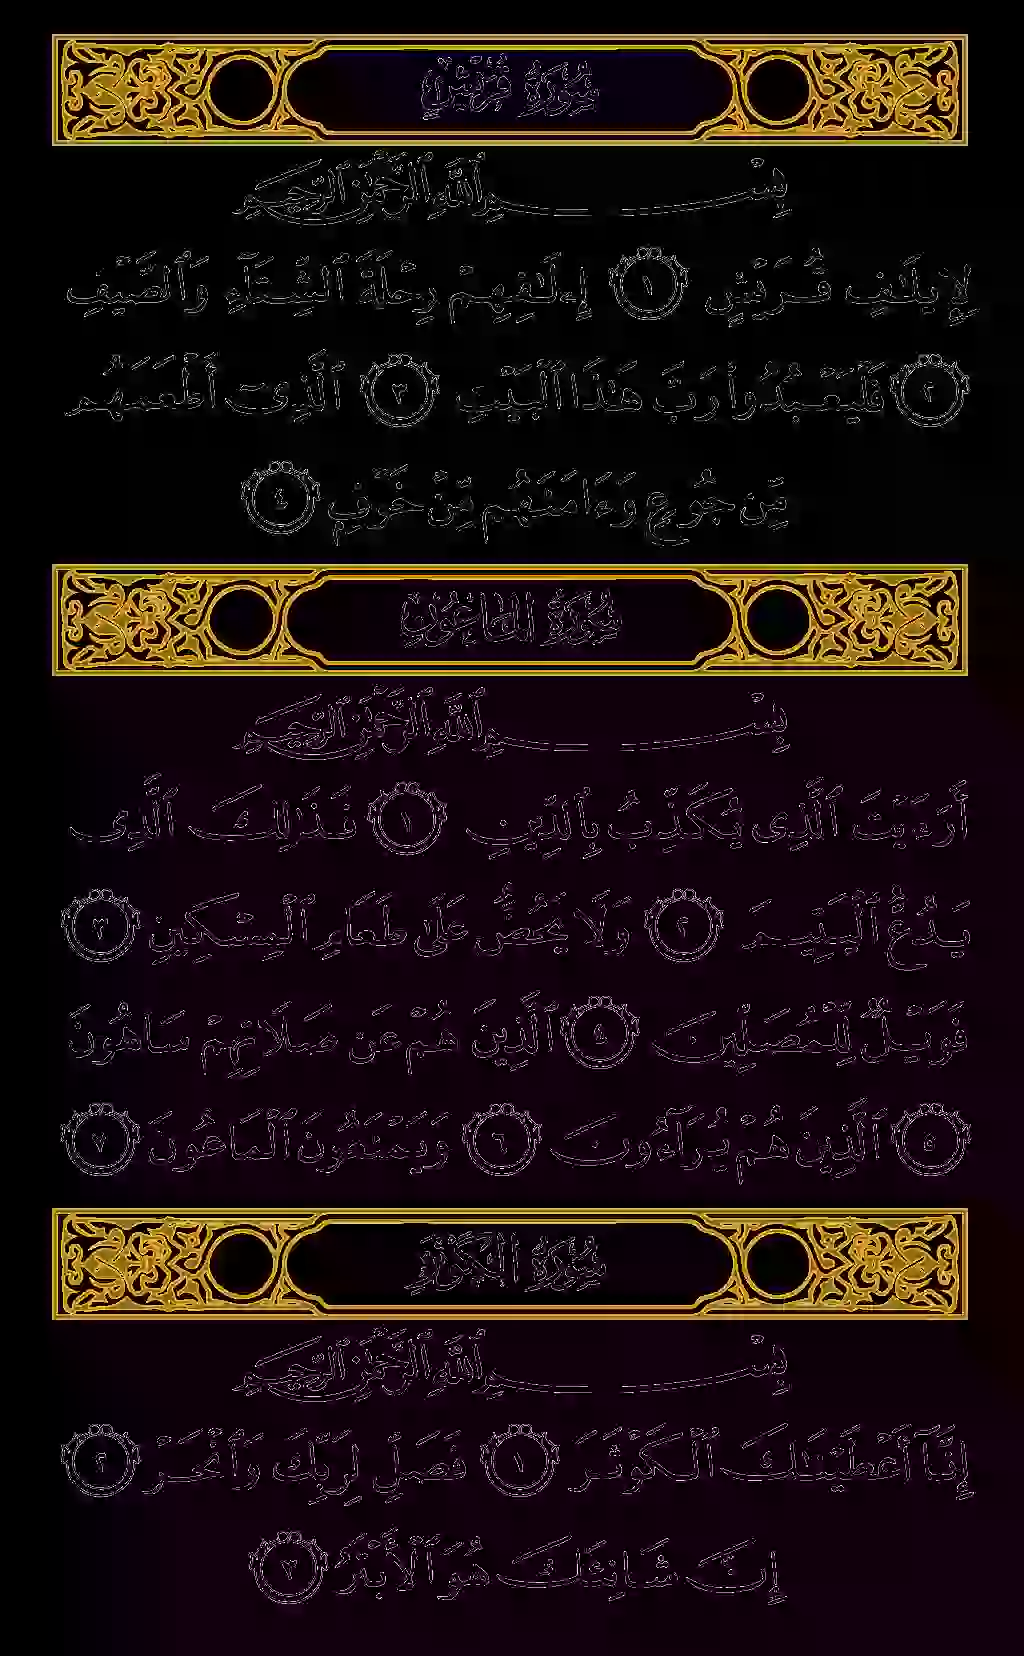 سُورَةُ قُرَيْشٍ
بِسْمِ ٱللَّهِ ٱلرَّحْمَٰنِ ٱلرَّحِيمِ
لِإِيلَٰفِ قُرَيْشٍ ١ إِۦلَٰفِهِمْ رِحْلَةَ ٱلشِّتَآءِ وَٱلصَّيْفِ
٢ فَلْيَعْبُدُوا۟ رَبَّ هَٰذَا ٱلْبَيْتِ ٣ ٱلَّذِىٓ أَطْعَمَهُم
مِّن جُوعٍ وَءَامَنَهُم مِّنْ خَوْفٍۭ ٤
سُورَةُ المَاعُونِ
بِسْمِ ٱللَّهِ ٱلرَّحْمَٰنِ ٱلرَّحِيمِ
أَرَءَيْتَ ٱلَّذِى يُكَذِّبُ بِٱلدِّينِ ١ فَذَٰلِكَ ٱلَّذِى
يَدُعُّ ٱلْيَتِيمَ ٢ وَلَا يَحُضُّ عَلَىٰ طَعَامِ ٱلْمِسْكِينِ ٣
فَوَيْلٌ لِّلْمُصَلِّينَ ٤ ٱلَّذِينَ هُمْ عَن صَلَاتِهِمْ سَاهُونَ
٥ ٱلَّذِينَ هُمْ يُرَآءُونَ ٦ وَيَمْنَعُونَ ٱلْمَاعُونَ ٧
سُورَةُ الكَوْثَرِ
بِسْمِ ٱللَّهِ ٱلرَّحْمَٰنِ ٱلرَّحِيمِ
إِنَّآ أَعْطَيْنَٰكَ ٱلْكَوْثَرَ ١ فَصَلِّ لِرَبِّكَ وَٱنْحَرْ ٢
إِنَّ شَانِئَكَ هُوَ ٱلْأَبْتَرُ ٣